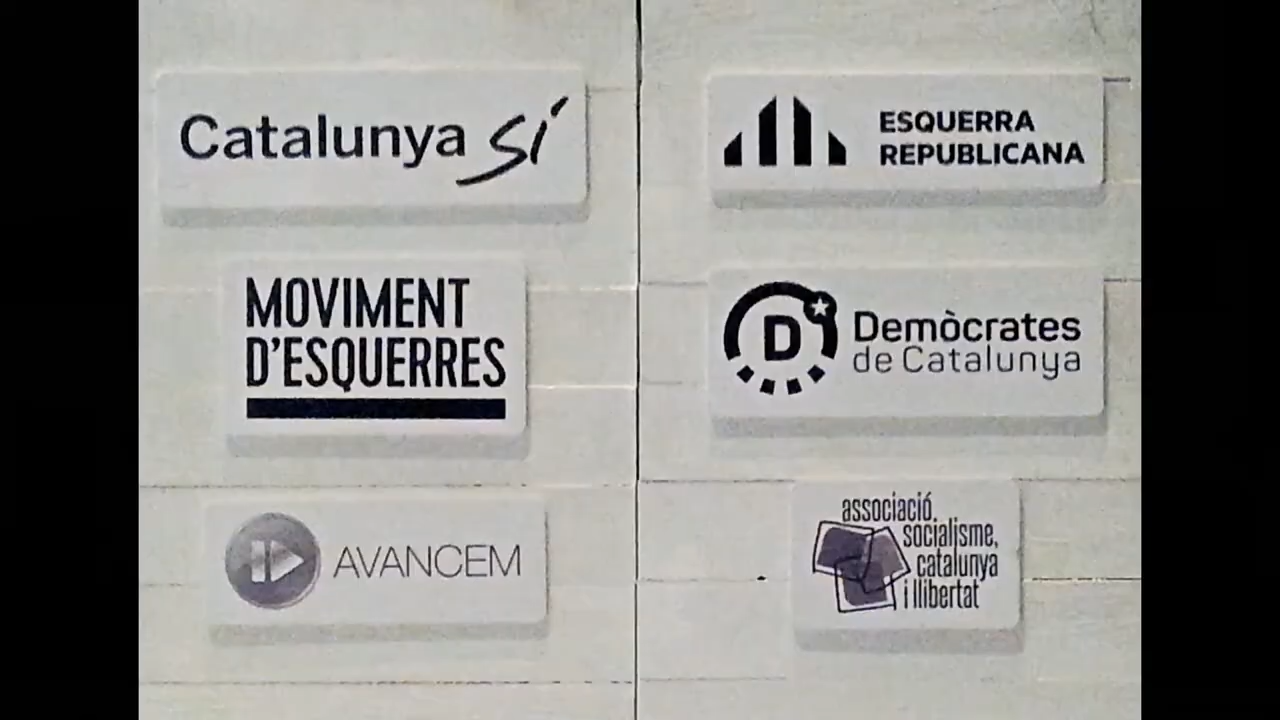 Catalunya sí
ESQUERRA
REPUBLICANA
MOVIMENT
D'ESQUERRES
D
Demòcrates
de Catalunya
AVANCEM
associació,
socialisme,
catalunya
i llibertat